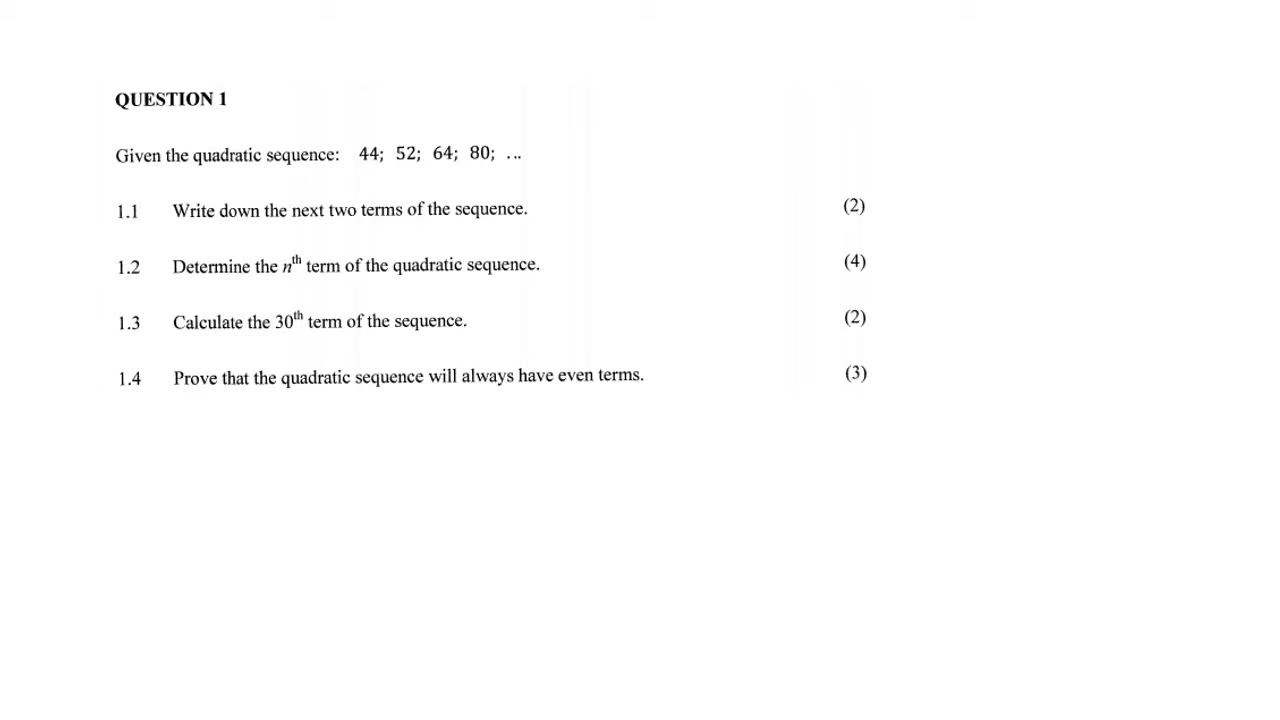 QUESTION 1
Given the quadratic sequence: 44; 52; 64; 80; ...
1.1 Write down the next two terms of the sequence. (2)
1.2 Determine the nth term of the quadratic sequence. (4)
1.3 Calculate the 30th term of the sequence. (2)
1.4 Prove that the quadratic sequence will always have even terms. (3)